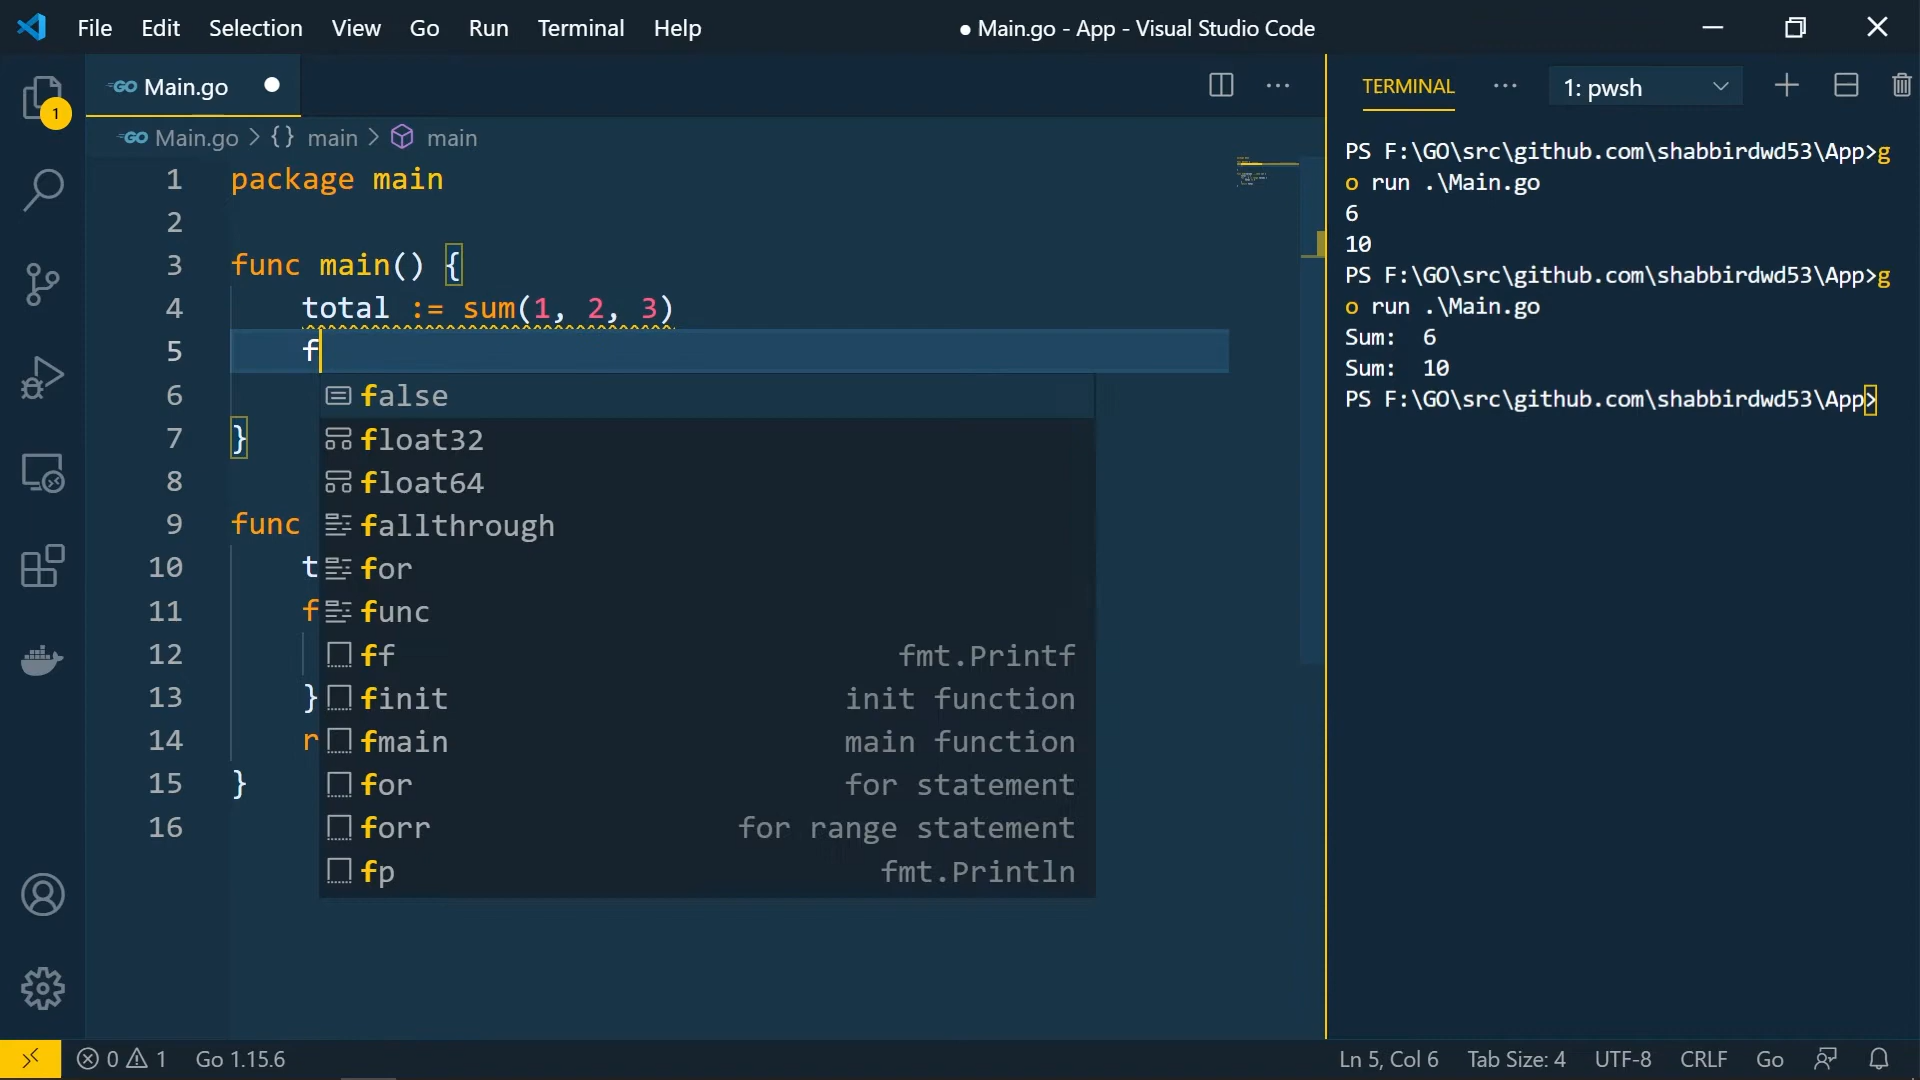 File Edit Selection View Go Run Terminal Help
● Main.go - App - Visual Studio Code
GO Main.go
GO Main.go > {} main > main
1 package main
2
3 func main() {
4 total := sum(1, 2, 3)
5 f
6
7 }
8
9 func
10 t
11 f
12
13 }
14 r
15 }
16
false
float32
float64
fallthrough
for
func
ff fmt.Printf
finit init function
fmain main function
for for statement
forr for range statement
fp fmt.Println
TERMINAL ··· 1: pwsh
PS F:\GO\src\github.com\shabbirdwd53\App>g
o run .\Main.go
6
10
PS F:\GO\src\github.com\shabbirdwd53\App>g
o run .\Main.go
Sum:  6
Sum:  10
PS F:\GO\src\github.com\shabbirdwd53\App>
1
0 1 Go 1.15.6
Ln 5, Col 6 Tab Size: 4 UTF-8 CRLF Go